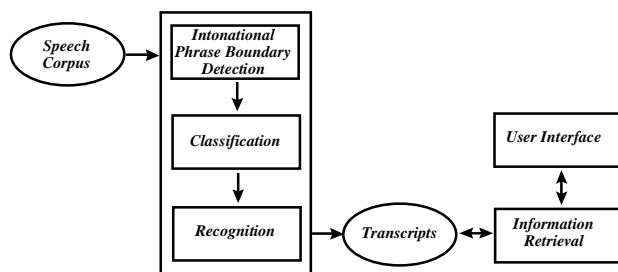 Speech
Corpus
Intonational
Phrase Boundary
Detection
Classification
Recognition
Transcripts
User Interface
Information
Retrieval